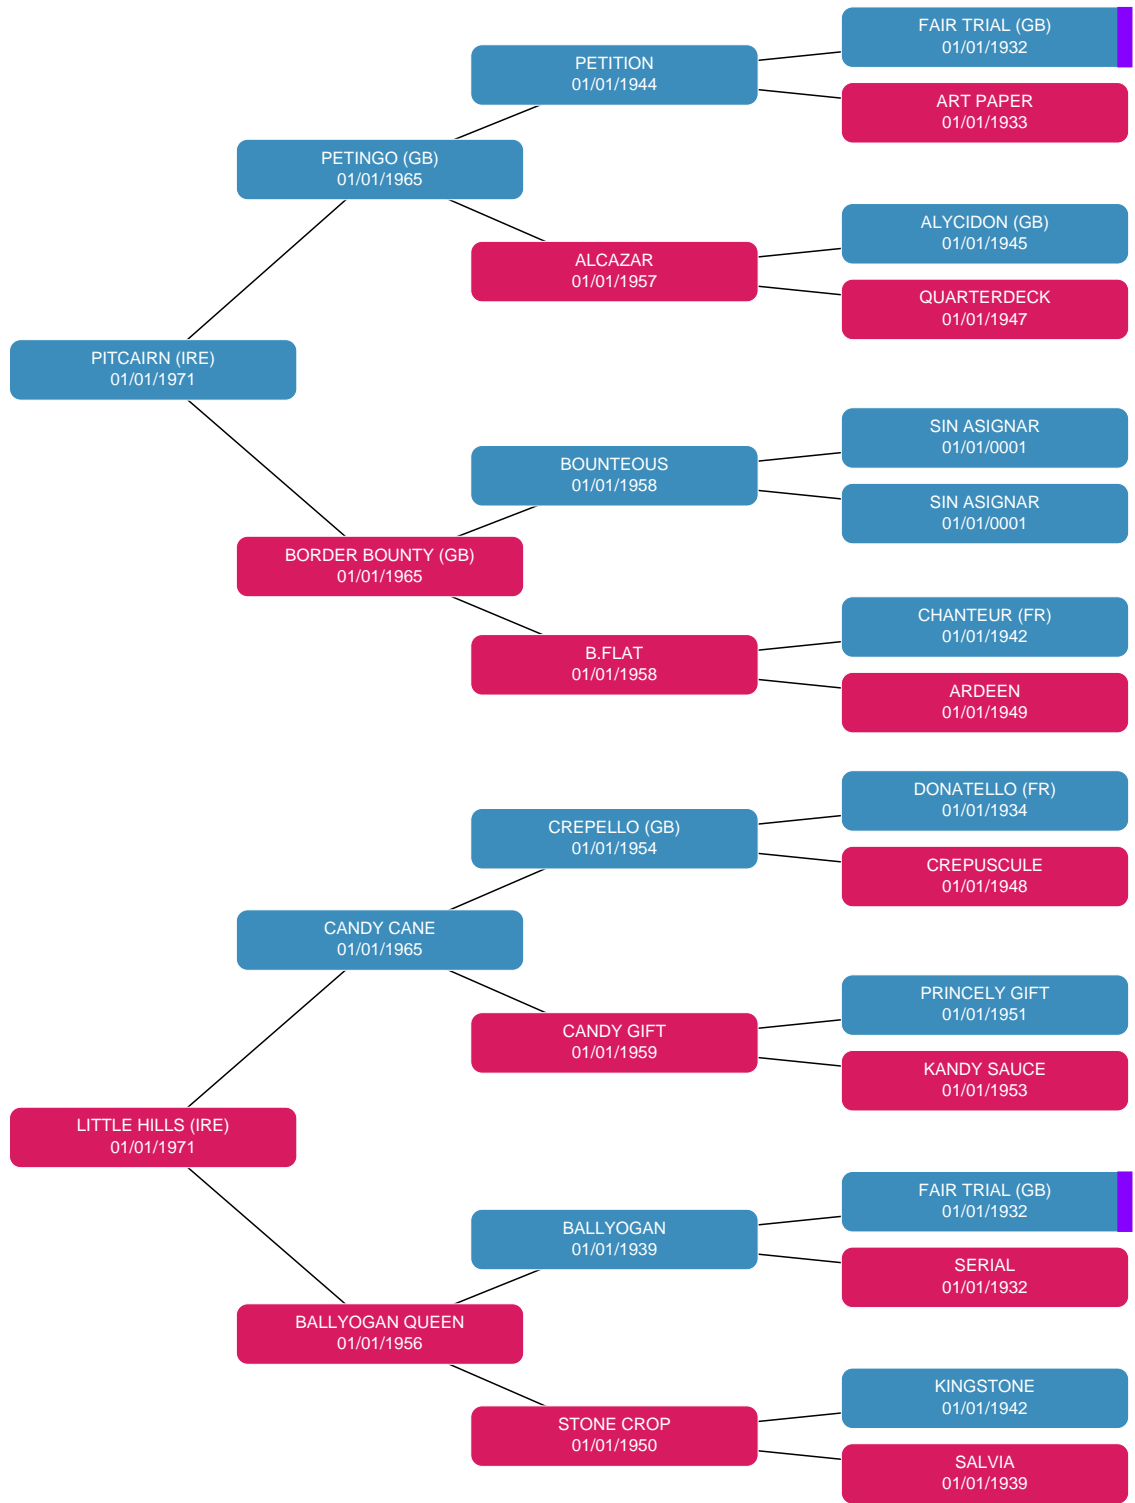 FAIR TRIAL (GB)
01/01/1932
PETITION
01/01/1944
ART PAPER
01/01/1933
PETINGO (GB)
01/01/1965
ALYCIDON (GB)
01/01/1945
ALCAZAR
01/01/1957
QUARTERDECK
01/01/1947
PITCAIRN (IRE)
01/01/1971
SIN ASIGNAR
01/01/0001
BOUNTEOUS
01/01/1958
SIN ASIGNAR
01/01/0001
BORDER BOUNTY (GB)
01/01/1965
CHANTEUR (FR)
01/01/1942
B.FLAT
01/01/1958
ARDEEN
01/01/1949
DONATELLO (FR)
01/01/1934
CREPELLO (GB)
01/01/1954
CREPUSCULE
01/01/1948
CANDY CANE
01/01/1965
PRINCELY GIFT
01/01/1951
CANDY GIFT
01/01/1959
KANDY SAUCE
01/01/1953
LITTLE HILLS (IRE)
01/01/1971
FAIR TRIAL (GB)
01/01/1932
BALLYOGAN
01/01/1939
SERIAL
01/01/1932
BALLYOGAN QUEEN
01/01/1956
KINGSTONE
01/01/1942
STONE CROP
01/01/1950
SALVIA
01/01/1939